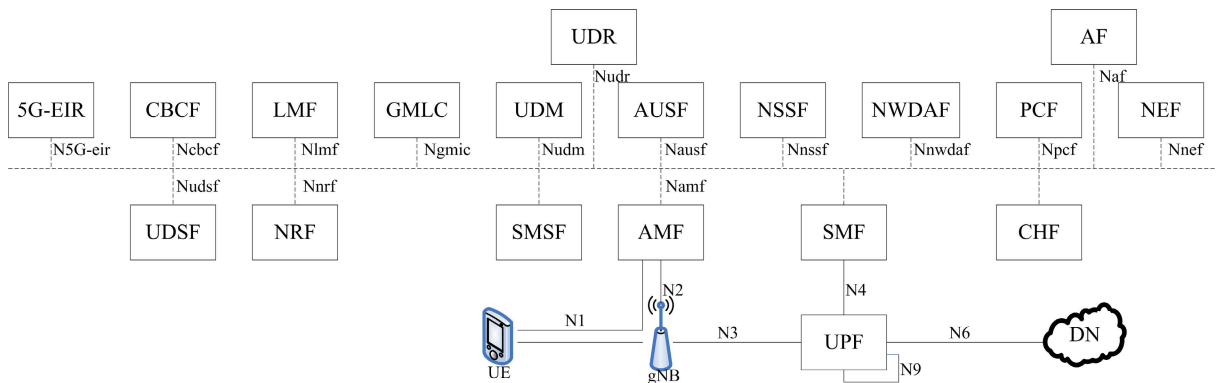 UDR
AF
Nudr
Naf
5G-EIR
CBCF
LMF
GMLC
UDM
AUSF
NSSF
NWDAF
PCF
NEF
N5G-eir
Ncbcf
Nlmf
Ngmic
Nudm
Nausf
Nnssf
Nnwdaf
Npcf
Nnef
Nudsf
Nnrf
Namf
UDSF
NRF
SMSF
AMF
SMF
CHF
N2
N4
N1
N3
UPF
N6
DN
UE
gNB
N9